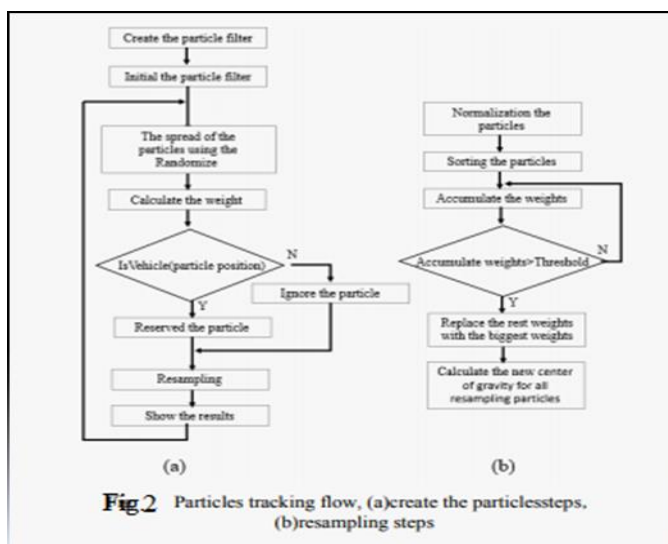 Create the particle filter
Initial the particle filter
The spread of the
particles using the
Randomize
Calculate the weight
IsVehicle(particle position)
N
Ignore the particle
Y
Reserved the particle
Resampling
Show the results
(a)
Normalization the
particles
Sorting the particles
Accumulate the weights
Accumulate weights>Threshold
N
Y
Replace the rest weights
with the biggest weights
Calculate the new center
of gravity for all
resampling particles
(b)
Fig.2 Particles tracking flow, (a)create the particlessteps,
(b)resampling steps